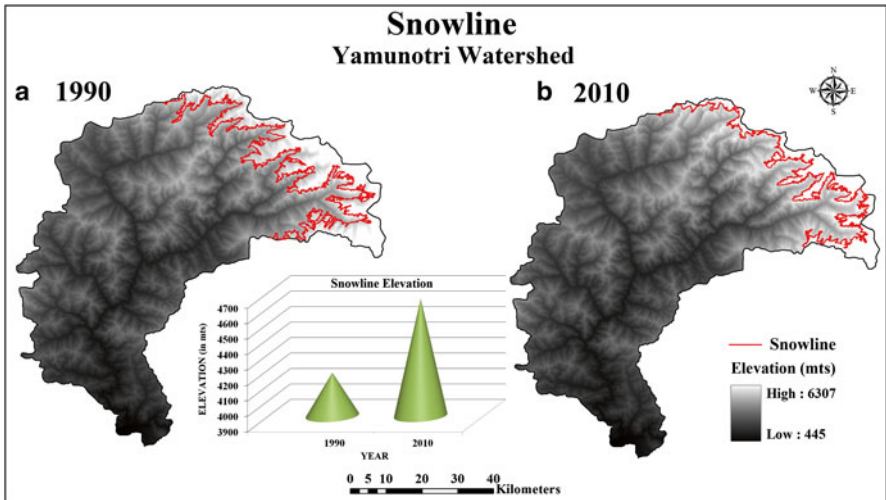 Snowline
Yamunotri Watershed
a 1990
b 2010
N
W E
S
Snowline Elevation
4700
4600
4500
4400
4300
4200
4100
4000
3900
ELEVATION (in mts)
1990 2010
YEAR
Snowline
Elevation (mts)
High : 6307
Low : 445
0 5 10 20 30 40
Kilometers